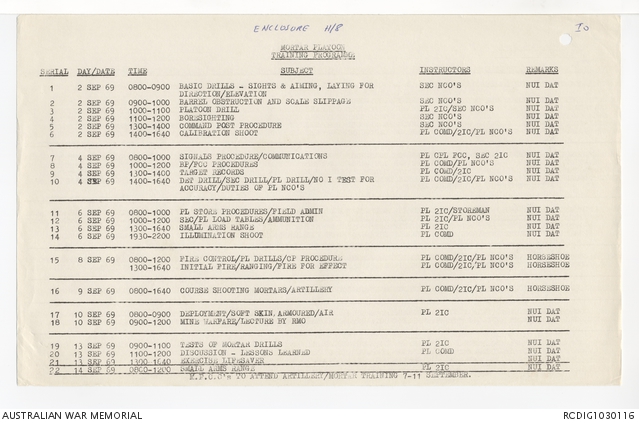 ENCLOSURE H/8
MORTAR PLATOON
TRAINING PROGRAMME
SERIAL DAY/DATE TIME SUBJECT INSTRUCTORS REMARKS
1 2 SEP 69 0800-0900 BASIC DRILLS - SIGHTS & AIMING, LAYING FOR SEC NCO'S NUI DAT
DIRECTION/ELEVATION
2 2 SEP 69 0900-1000 BARREL OBSTRUCTION AND SCALE SLIPPAGE SEC NCO'S NUI DAT
3 2 SEP 69 1000-1100 PLATOON DRILL PL 2IC/SEC NCO'S NUI DAT
4 2 SEP 69 1100-1200 BORESIGHTING SEC NCO'S NUI DAT
5 2 SEP 69 1300-1400 COMMAND POST PROCEDURE SEC NCO'S NUI DAT
6 2 SEP 69 1400-1640 CALIBRATION SHOOT PL COMD/2IC/PL NCO'S NUI DAT
7 4 SEP 69 0800-1000 SIGNALS PROCEDURE/COMMUNICATIONS PL CPL FCC, SEC 2IC NUI DAT
8 4 SEP 69 1000-1200 BP/FCO PROCEDURES PL COMD/PL NCO'S NUI DAT
9 4 SEP 69 1300-1400 TARGET RECORDS PL COMD/2IC NUI DAT
10 4 SEP 69 1400-1640 DET DRILL/SEC DRILL/PL DRILL/NO I TEST FOR PL COMD/2IC/PL NCO'S NUI DAT
ACCURACY/DUTIES OF PL NCO'S
11 6 SEP 69 0800-1000 PL STORE PROCEDURES/FIELD ADMIN PL 2IC/STOREMAN NUI DAT
12 6 SEP 69 1000-1200 SEC/PL LOAD TABLES/AMMUNITION PL 2IC/PL NCO'S NUI DAT
13 6 SEP 69 1300-1640 SMALL ARMS RANGE PL 2IC NUI DAT
14 6 SEP 69 1930-2200 ILLUMINATION SHOOT PL COMD NUI DAT
15 8 SEP 69 0800-1200 FIRE CONTROL/PL DRILLS/CP PROCEDURE PL COMD/2IC/PL NCO'S HORSESHOE
1300-1640 INITIAL FIRE/RANGING/FIRE FOR EFFECT PL COMD/2IC/PL NCO'S HORSESHOE
16 9 SEP 69 0800-1640 COURSE SHOOTING MORTARS/ARTILLERY PL COMD/2IC/PL NCO'S HORSESHOE
17 10 SEP 69 0800-0900 DEPLOYMENT/SOFT SKIN, ARMOURED/AIR PL 2IC NUI DAT
18 10 SEP 69 0900-1200 MINE WARFARE/LECTURE BY RMO NUI DAT
19 13 SEP 69 0900-1100 TESTS OF MORTAR DRILLS PL 2IC NUI DAT
20 13 SEP 69 1100-1200 DISCUSSION - LESSONS LEARNED PL COMD NUI DAT
21 13 SEP 69 1300-1640 EXERCISE LIFESAVER NUI DAT
22 14 SEP 69 0800-1200 SMALL ARMS RANGE PL 2IC NUI DAT
TO ATTEND ARTILLERY/MORTAR TRAINING 7-11 SEPTEMBER.
AUSTRALIAN WAR MEMORIAL RCDIG1030116